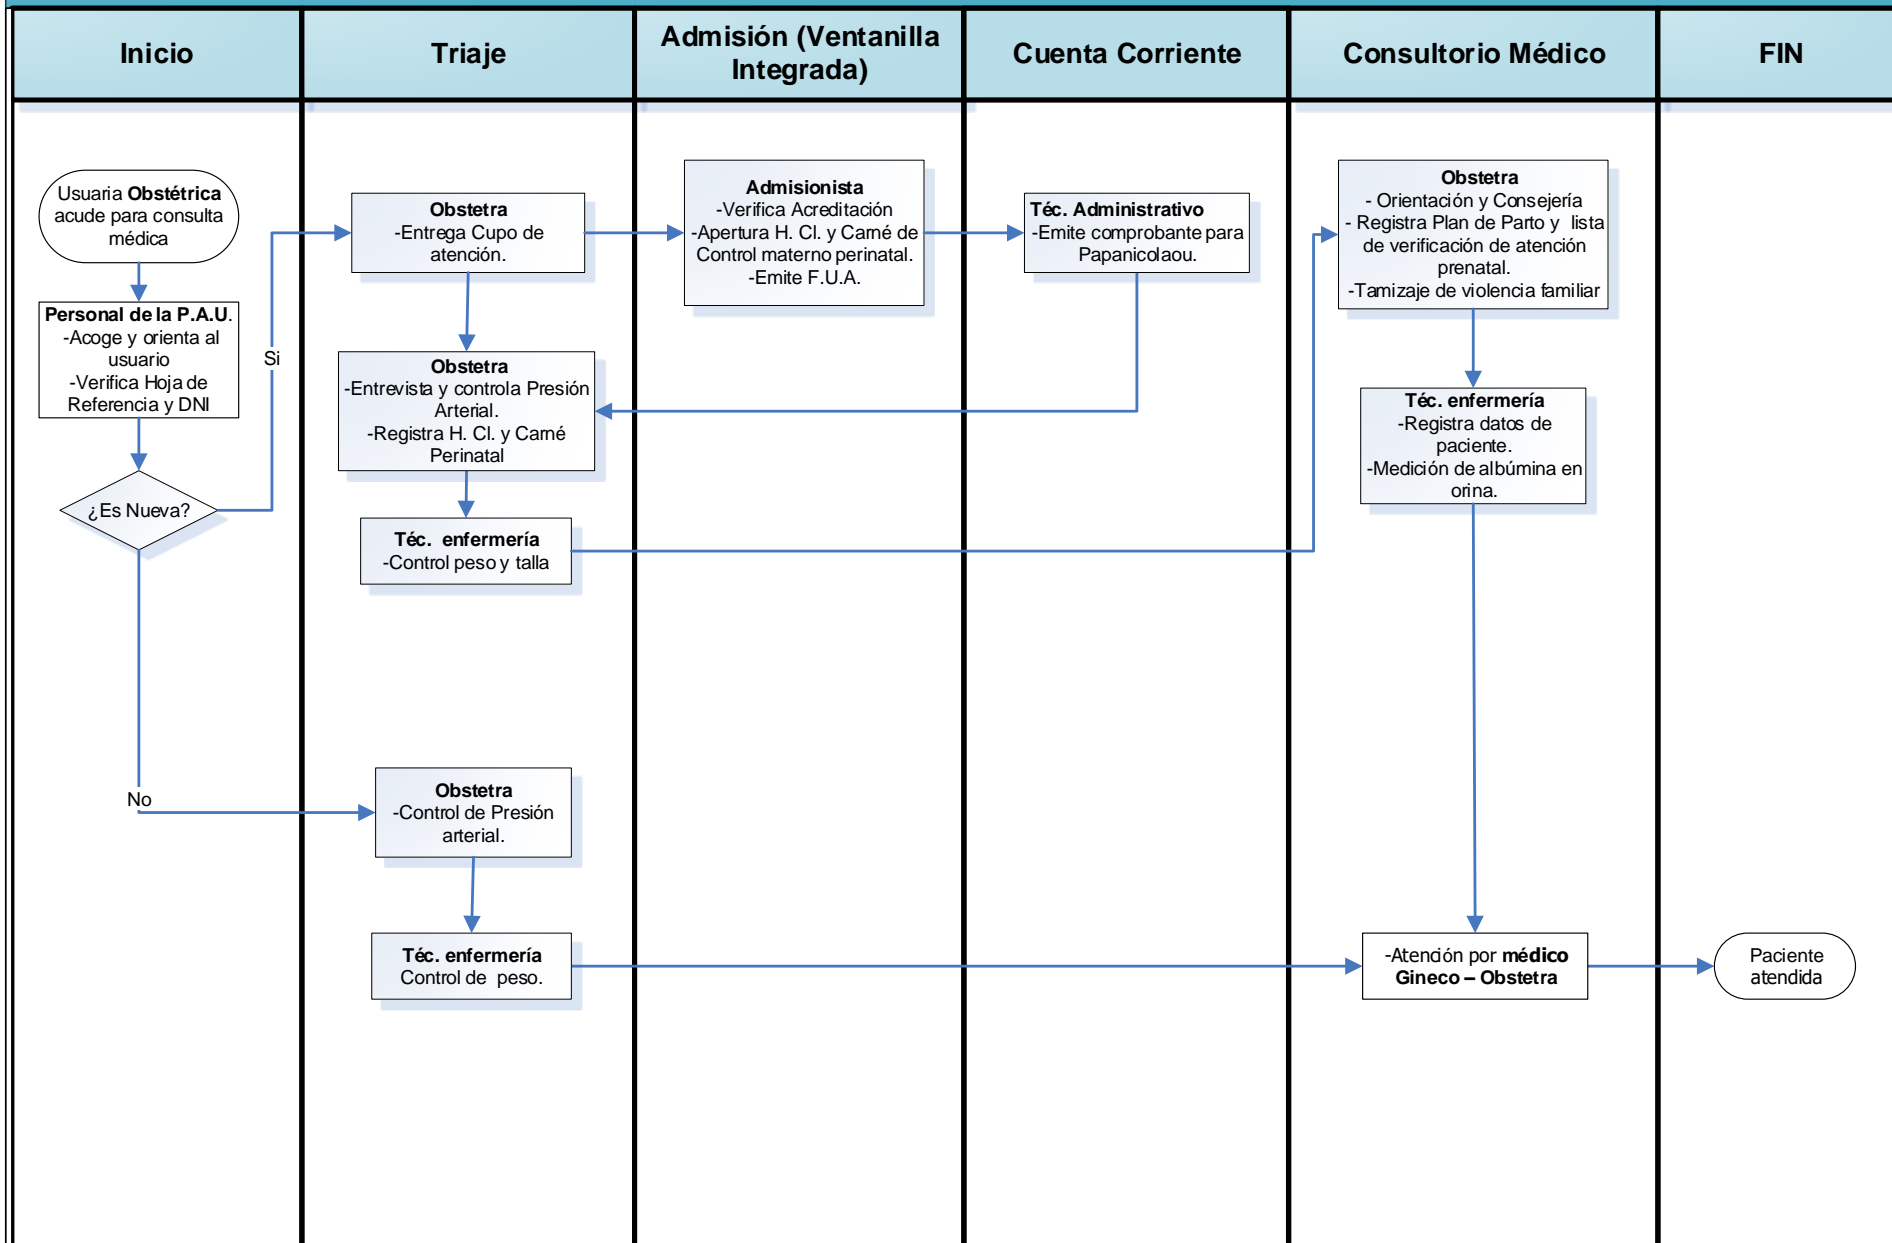 Inicio
Triaje
Admisión (Ventanilla
Integrada)
Cuenta Corriente
Consultorio Médico
FIN
Usuaria Obstétrica
acude para consulta
médica
Personal de la P.A.U.
-Acoge y orienta al
usuario
-Verifica Hoja de
Referencia y DNI
¿Es Nueva?
Si
No
Obstetra
-Entrega Cupo de
atención.
Obstetra
-Entrevista y controla Presión
Arterial.
-Registra H. Cl. y Carné
Perinatal
Téc. enfermería
-Control peso y talla
Obstetra
-Control de Presión
arterial.
Téc. enfermería
Control de peso.
Admisionista
-Verifica Acreditación
-Apertura H. Cl. y Carné de
Control materno perinatal.
-Emite F.U.A.
Téc. Administrativo
-Emite comprobante para
Papanicolaou.
Obstetra
- Orientación y Consejería
- Registra Plan de Parto y lista
de verificación de atención
prenatal.
-Tamizaje de violencia familiar
Téc. enfermería
-Registra datos de
paciente.
-Medición de albúmina en
orina.
-Atención por médico
Gineco – Obstetra
Paciente
atendida